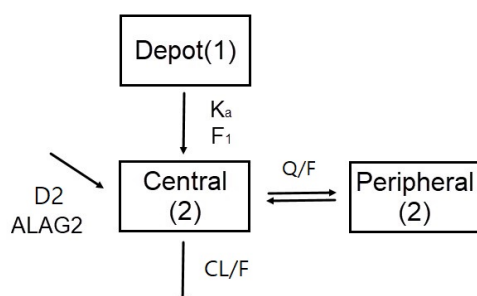 Depot(1)
Kₐ
F₁
D2
ALAG2
Central
(2)
Q/F
Peripheral
(2)
CL/F